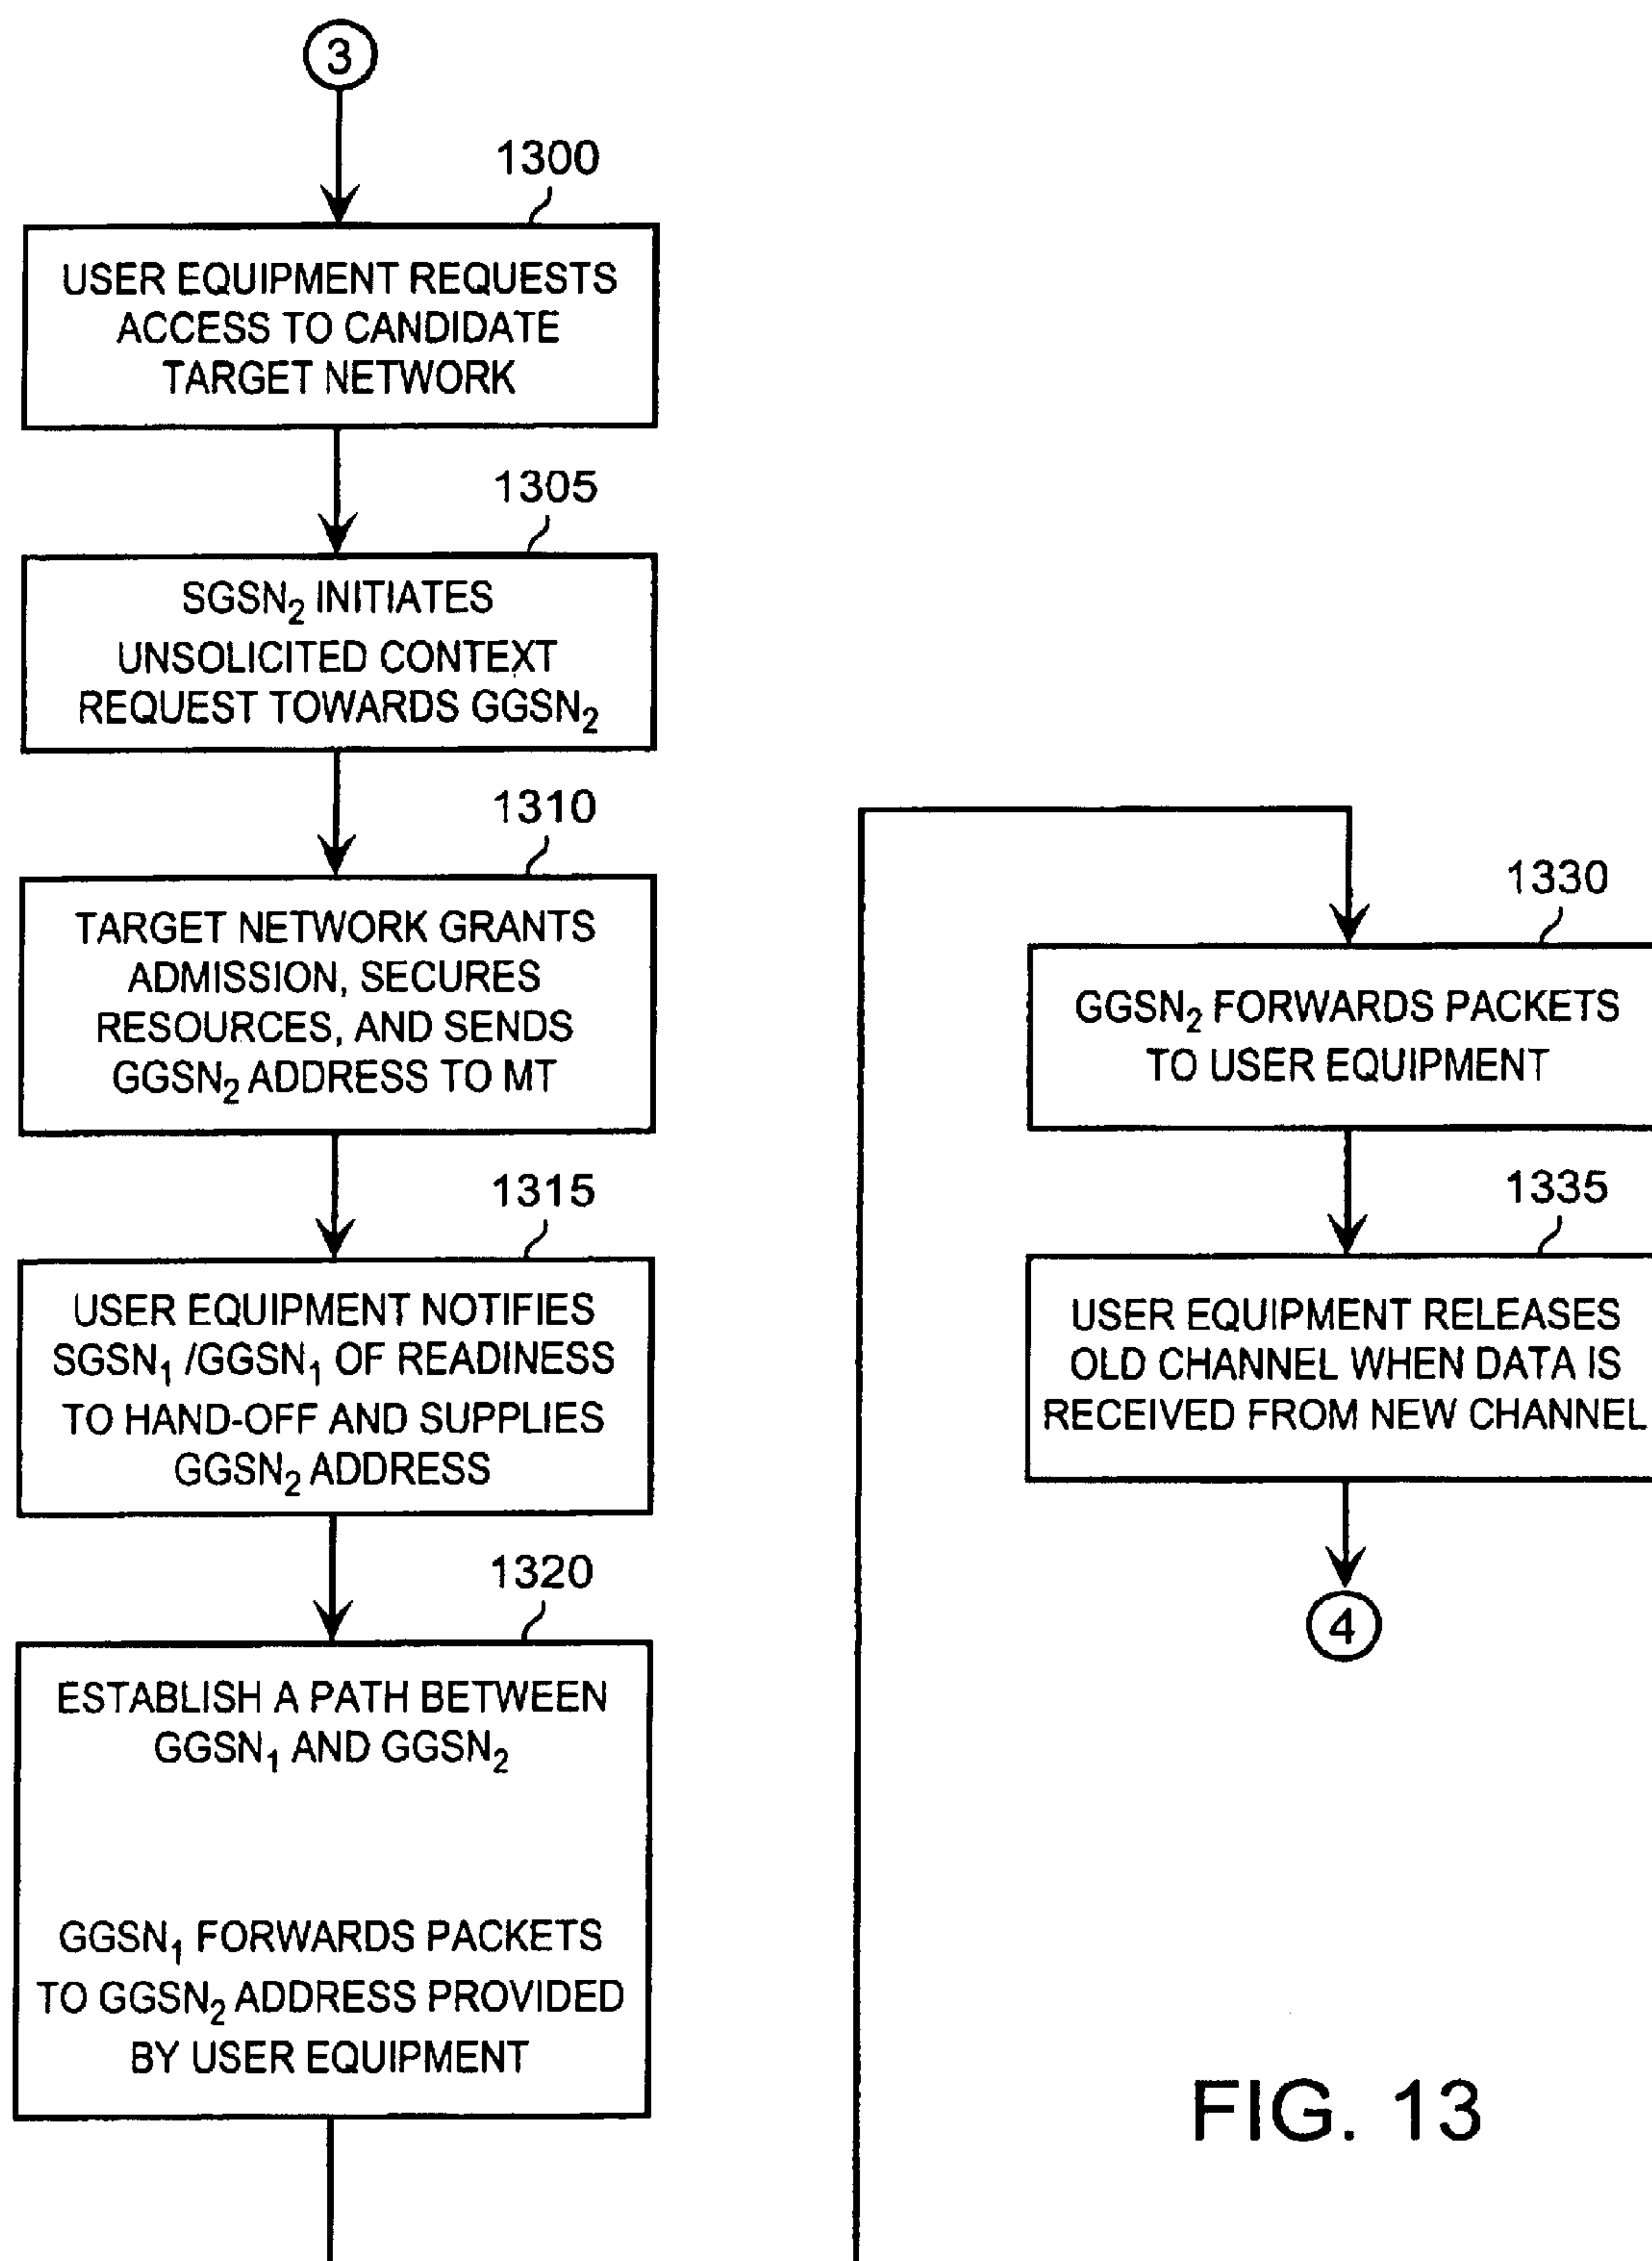 3
1300
USER EQUIPMENT REQUESTS
ACCESS TO CANDIDATE
TARGET NETWORK
1305
SGSN₂ INITIATES
UNSOLICITED CONTEXT
REQUEST TOWARDS GGSN₂
1310
TARGET NETWORK GRANTS
ADMISSION, SECURES
RESOURCES, AND SENDS
GGSN₂ ADDRESS TO MT
1315
USER EQUIPMENT NOTIFIES
SGSN₁ /GGSN₁ OF READINESS
TO HAND-OFF AND SUPPLIES
GGSN₂ ADDRESS
1320
ESTABLISH A PATH BETWEEN
GGSN₁ AND GGSN₂
GGSN₁ FORWARDS PACKETS
TO GGSN₂ ADDRESS PROVIDED
BY USER EQUIPMENT
1330
GGSN₂ FORWARDS PACKETS
TO USER EQUIPMENT
1335
USER EQUIPMENT RELEASES
OLD CHANNEL WHEN DATA IS
RECEIVED FROM NEW CHANNEL
4
FIG. 13